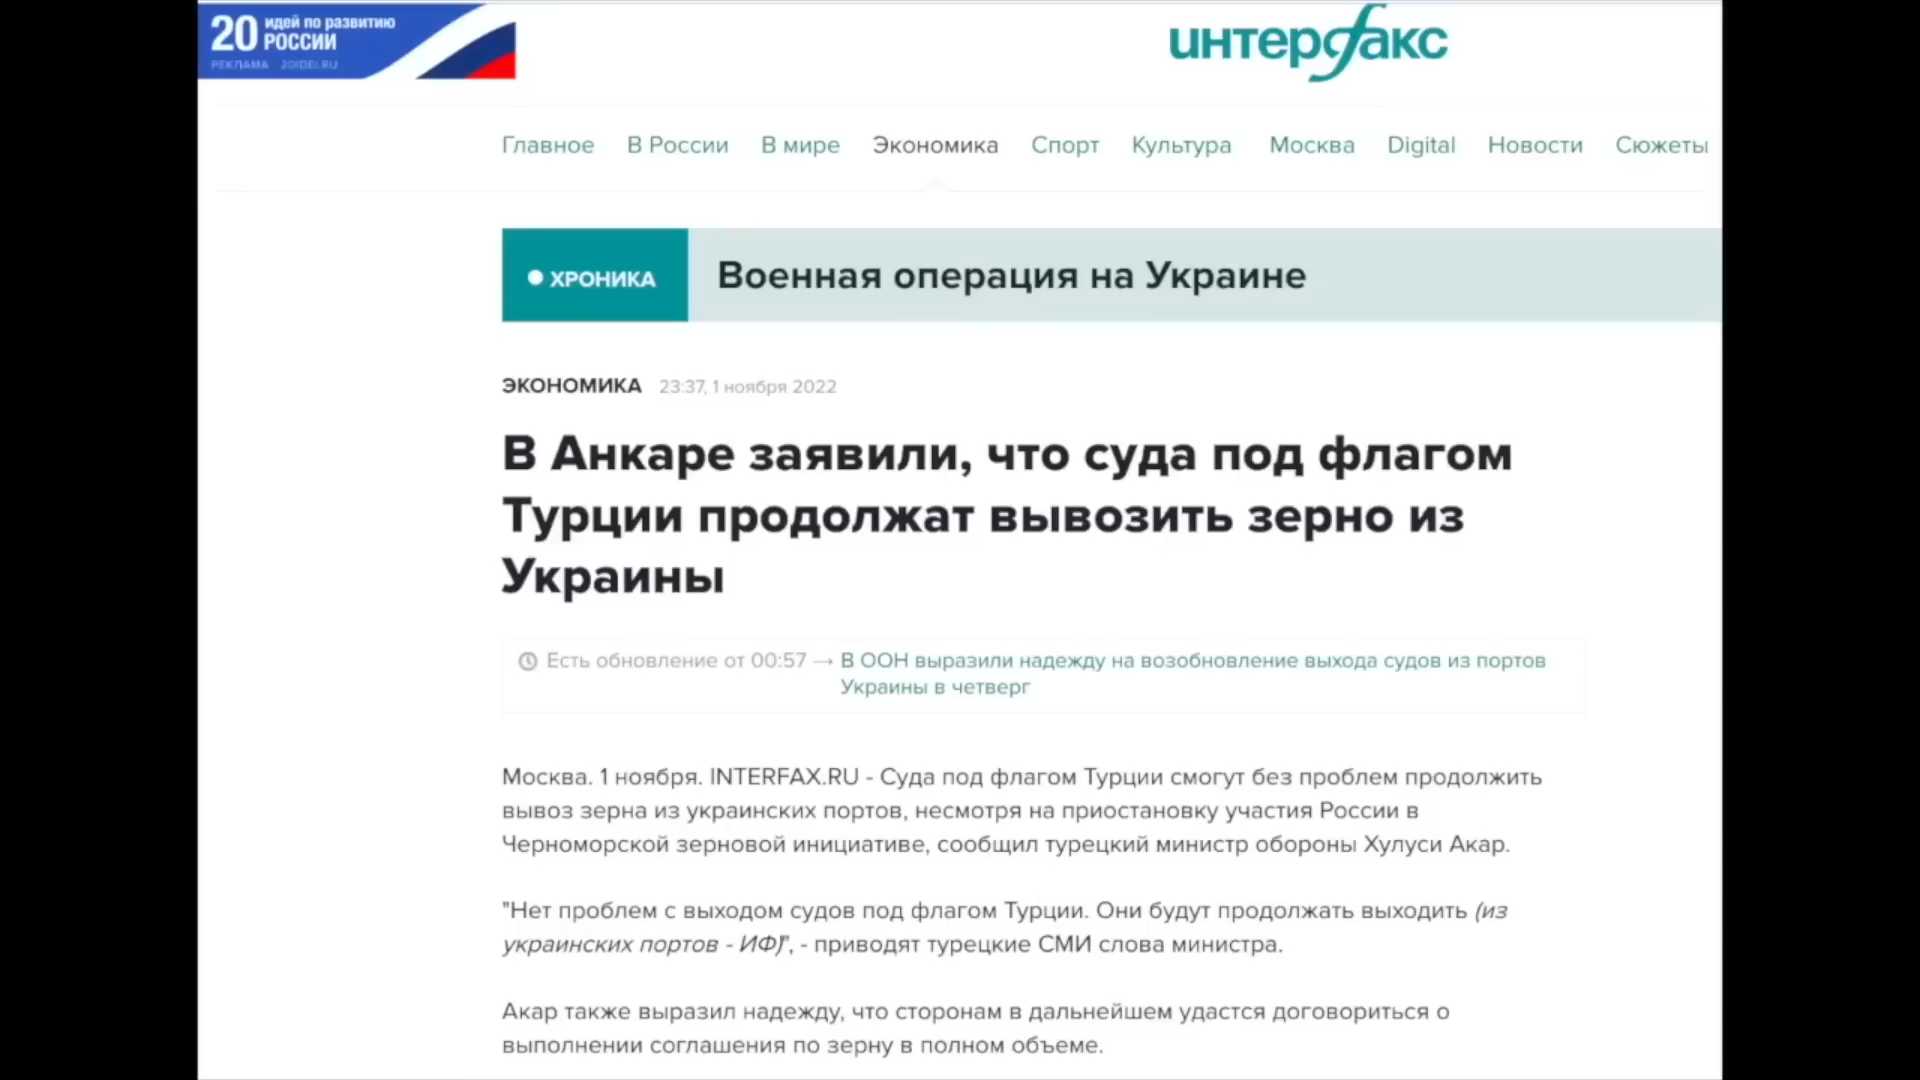 20 идей по развитию
РОССИИ
РЕКЛАМА 20IDEI.RU
интерфакс
Главное В России В мире Экономика Спорт Культура Москва Digital Новости Сюжеты
ХРОНИКА Военная операция на Украине
ЭКОНОМИКА 23:37, 1 ноября 2022
В Анкаре заявили, что суда под флагом
Турции продолжат вывозить зерно из
Украины
Есть обновление от 00:57 → В ООН выразили надежду на возобновление выхода судов из портов
Украины в четверг
Москва. 1 ноября. INTERFAX.RU - Суда под флагом Турции смогут без проблем продолжить
вывоз зерна из украинских портов, несмотря на приостановку участия России в
Черноморской зерновой инициативе, сообщил турецкий министр обороны Хулуси Акар.
"Нет проблем с выходом судов под флагом Турции. Они будут продолжать выходить (из
украинских портов - ИФ)", - приводят турецкие СМИ слова министра.
Акар также выразил надежду, что сторонам в дальнейшем удастся договориться о
выполнении соглашения по зерну в полном объеме.